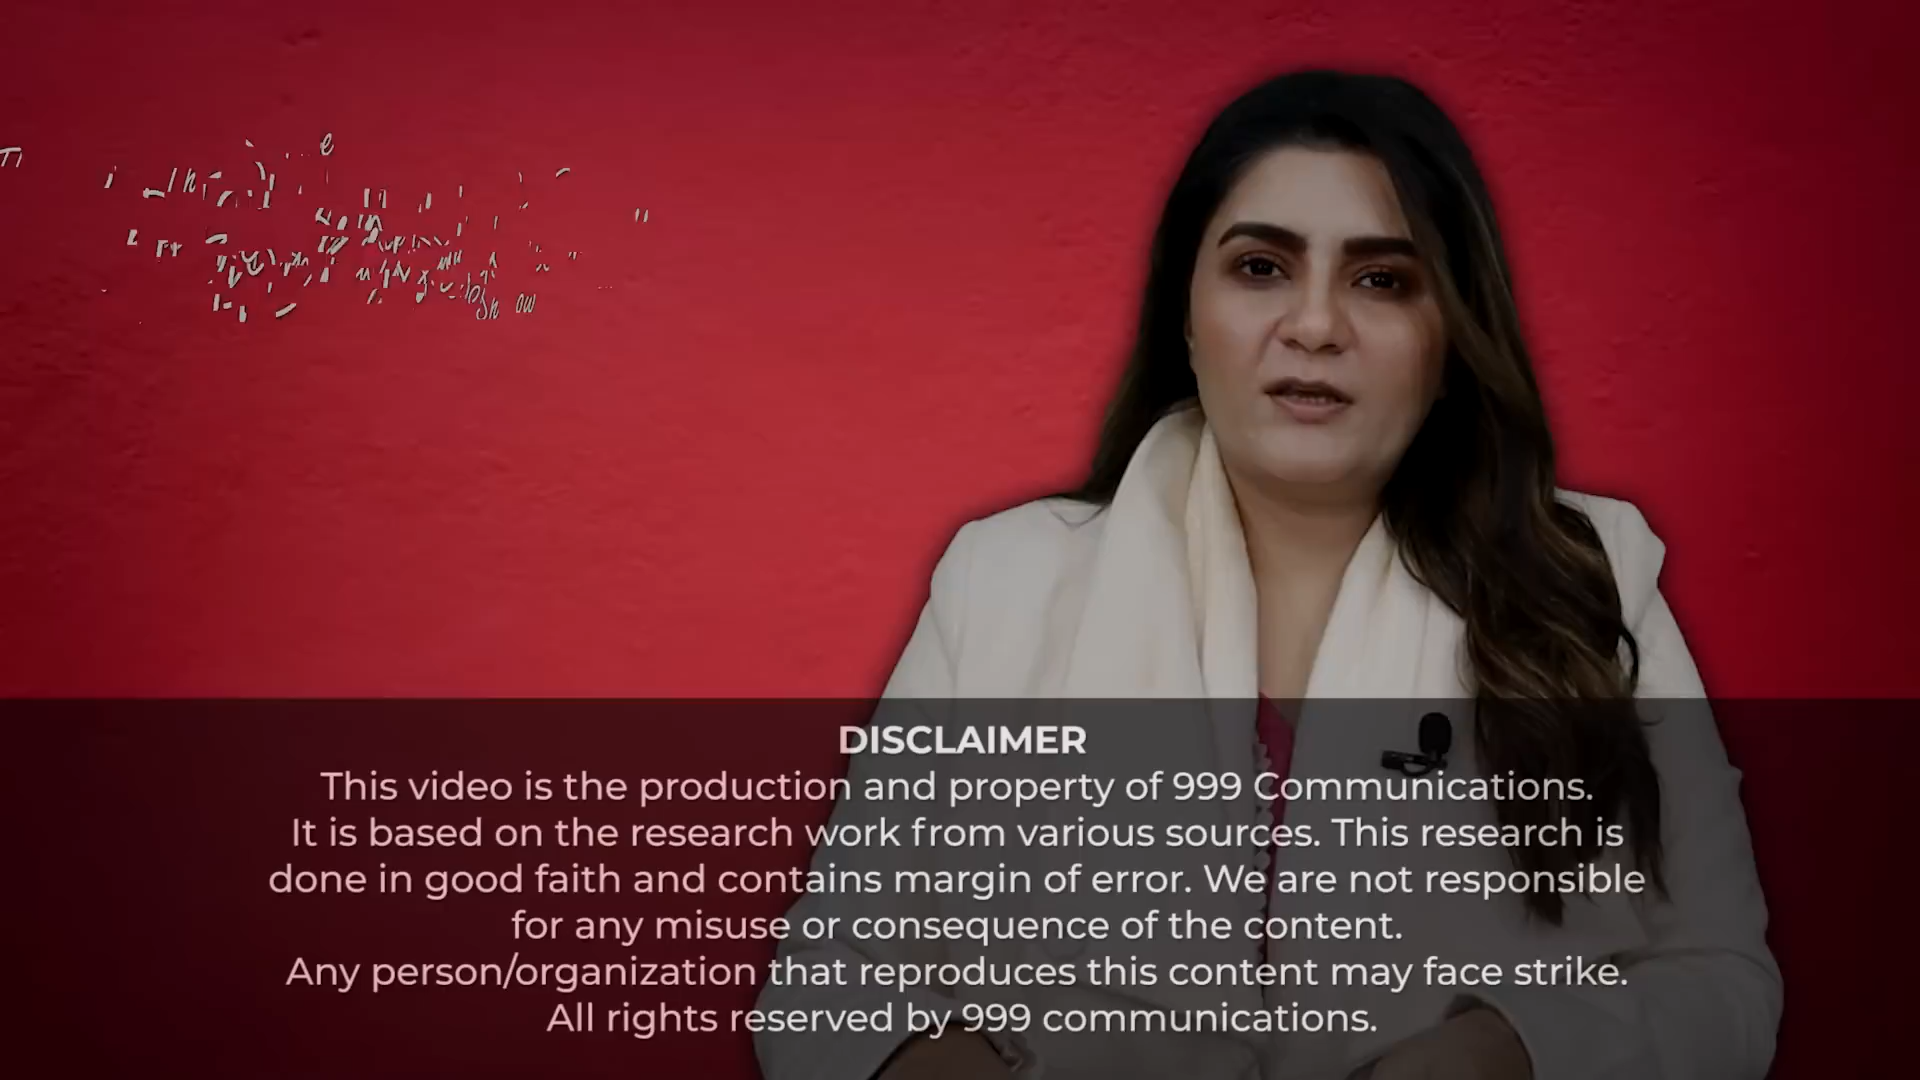 DISCLAIMER
This video is the production and property of 999 Communications.
It is based on the research work from various sources. This research is
done in good faith and contains margin of error. We are not responsible
for any misuse or consequence of the content.
Any person/organization that reproduces this content may face strike.
All rights reserved by 999 communications.